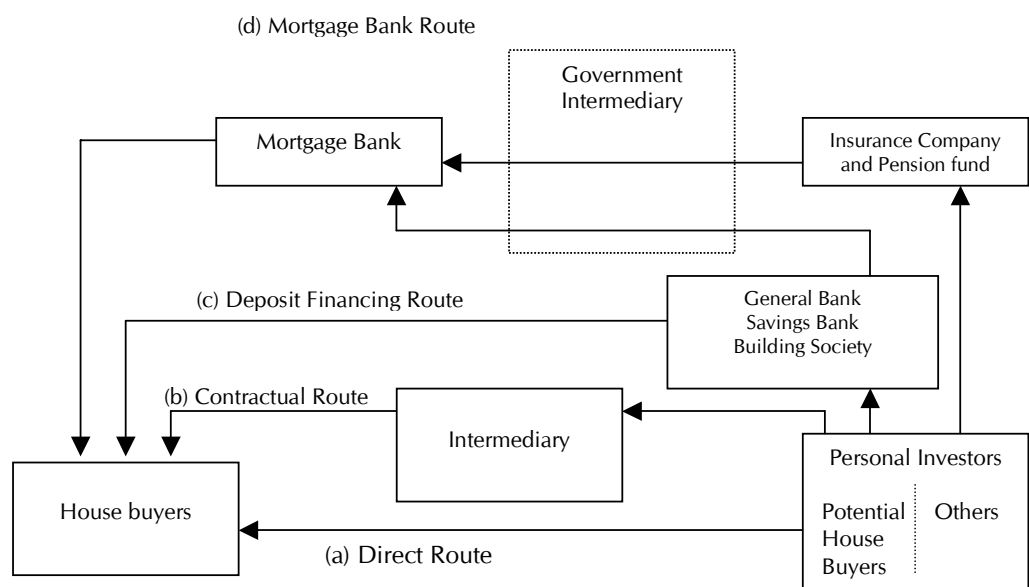 (d) Mortgage Bank Route
Government
Intermediary
Mortgage Bank
Insurance Company
and Pension fund
(c) Deposit Financing Route
General Bank
Savings Bank
Building Society
(b) Contractual Route
Intermediary
Personal Investors
House buyers
Potential
House
Buyers
Others
(a) Direct Route